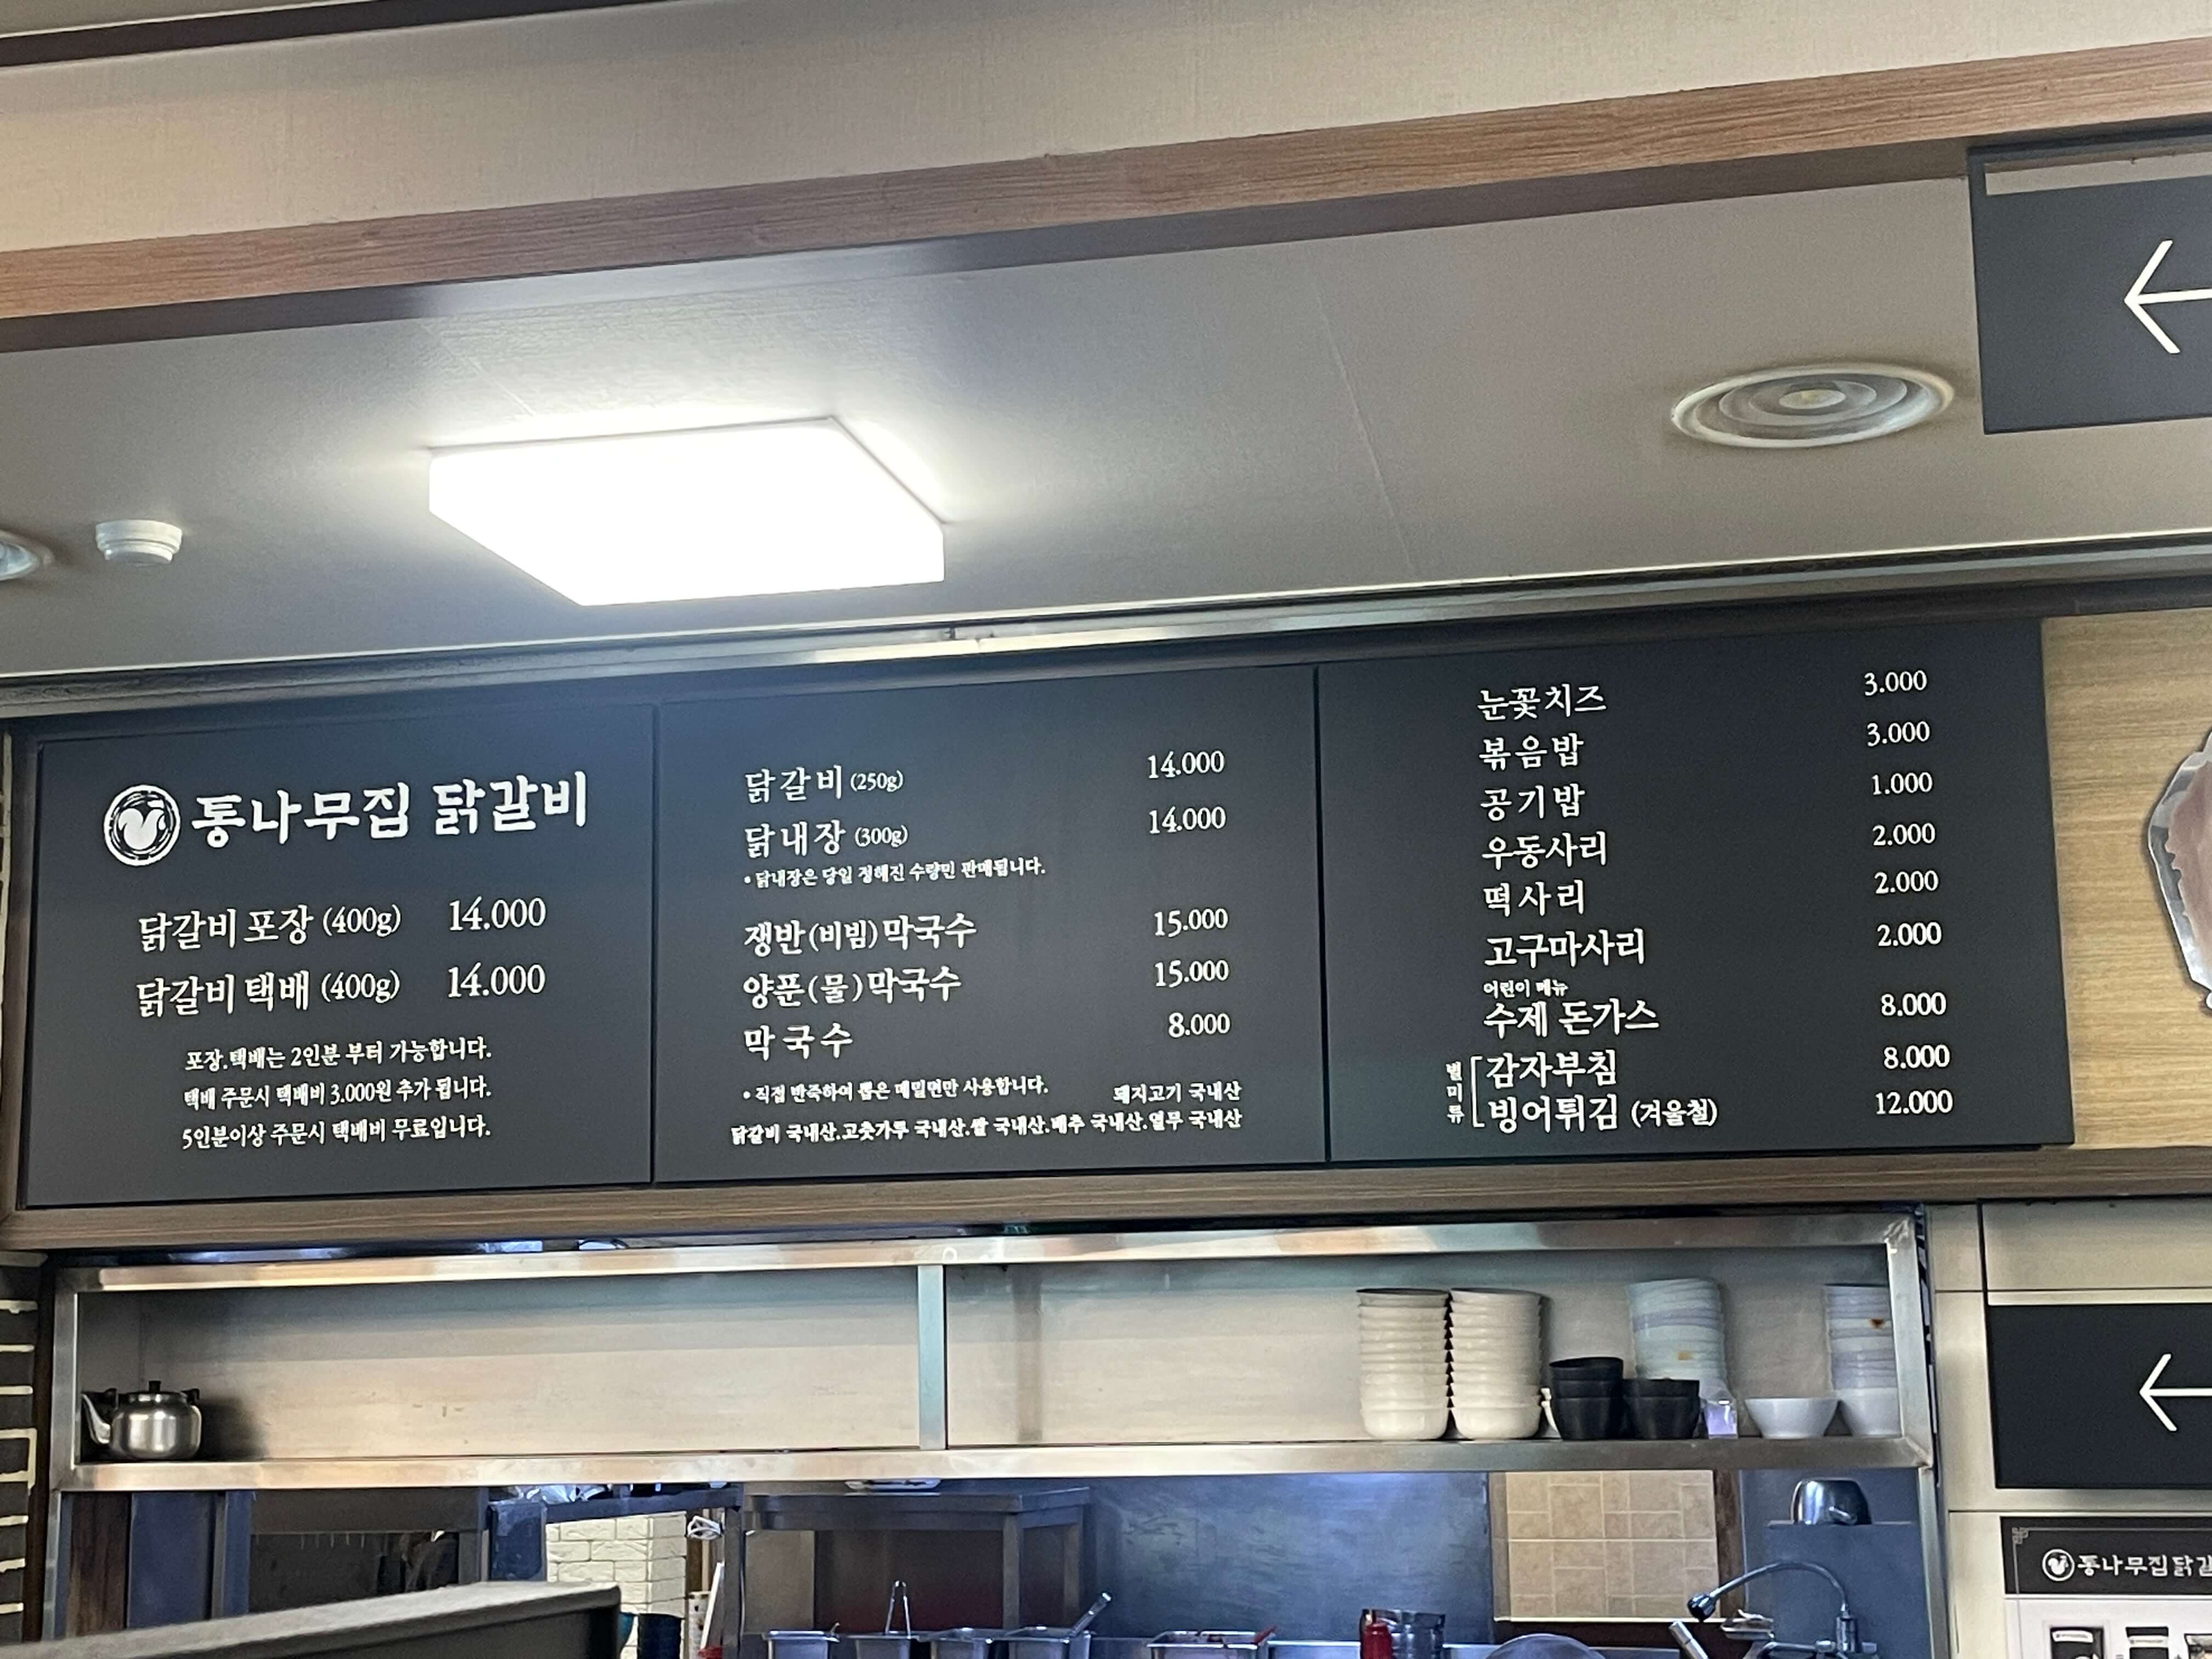 통나무집 닭갈비
닭갈비 포장 (400g) 14.000
닭갈비 택배 (400g) 14.000
포장.택배는 2인분 부터 가능합니다.
택배 주문시 택배비 3.000원 추가 됩니다.
5인분이상 주문시 택배비 무료입니다.
닭갈비 (250g) 14.000
닭내장 (300g) 14.000
• 닭내장은 당일 정해진 수량만 판매됩니다.
쟁반(비빔)막국수 15.000
양푼(물)막국수 15.000
막국수 8.000
• 직접 반죽하여 뽑은 메밀면만 사용합니다.
돼지고기 국내산
닭갈비 국내산.고춧가루 국내산.쌀 국내산.배추 국내산.열무 국내산
눈꽃치즈 3.000
볶음밥 3.000
공기밥 1.000
우동사리 2.000
떡사리 2.000
고구마사리 2.000
어린이 메뉴
수제 돈가스 8.000
별미류
감자부침 8.000
빙어튀김 (겨울철) 12.000
통나무집닭갈